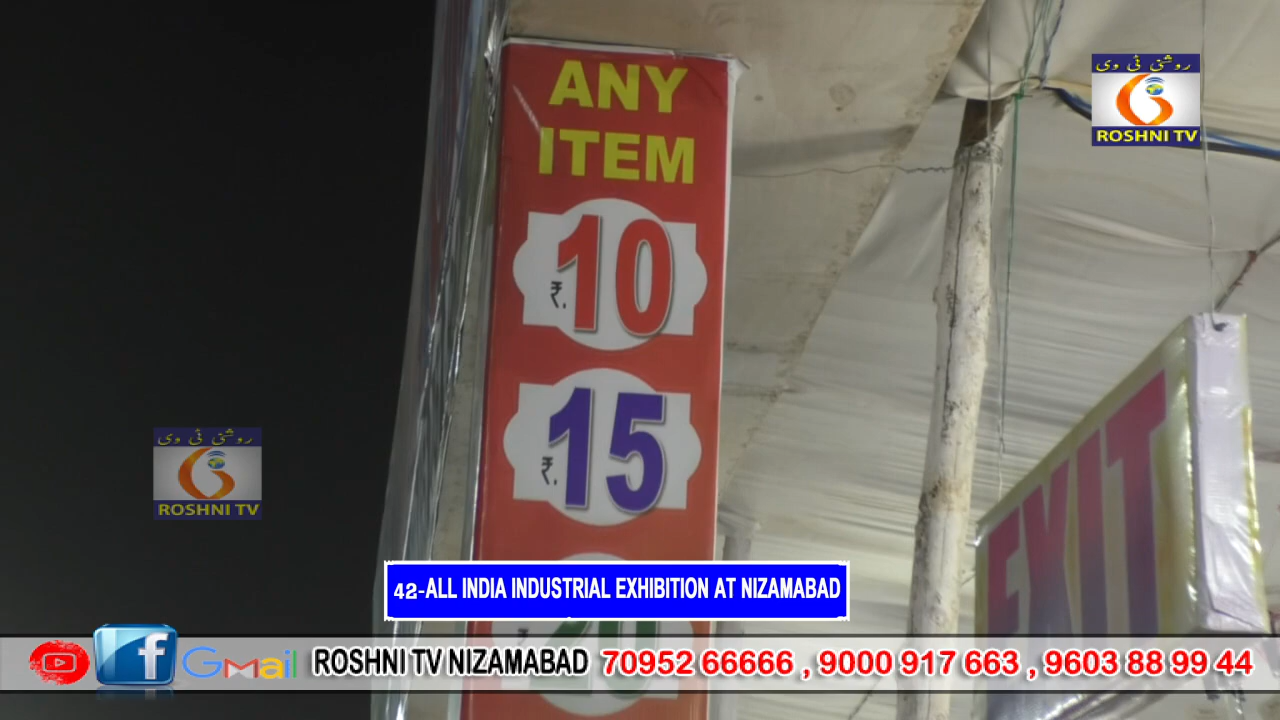 ANY
ITEM
₹.10
₹.15
20
EXIT
روشنی ٹی وی
ROSHNI TV
روشنی ٹی وی
ROSHNI TV
42-ALL INDIA INDUSTRIAL EXHIBITION AT NIZAMABAD
f Gmail ROSHNI TV NIZAMABAD 70952 66666 , 9000 917 663 , 9603 88 99 44